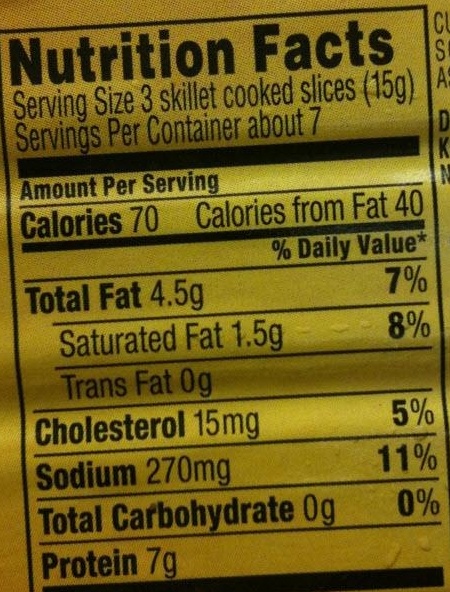 Nutrition Facts
Serving Size 3 skillet cooked slices (15g)
Servings Per Container about 7
Amount Per Serving
Calories 70 Calories from Fat 40
% Daily Value*
Total Fat 4.5g 7%
Saturated Fat 1.5g 8%
Trans Fat 0g
Cholesterol 15mg 5%
Sodium 270mg 11%
Total Carbohydrate 0g 0%
Protein 7g